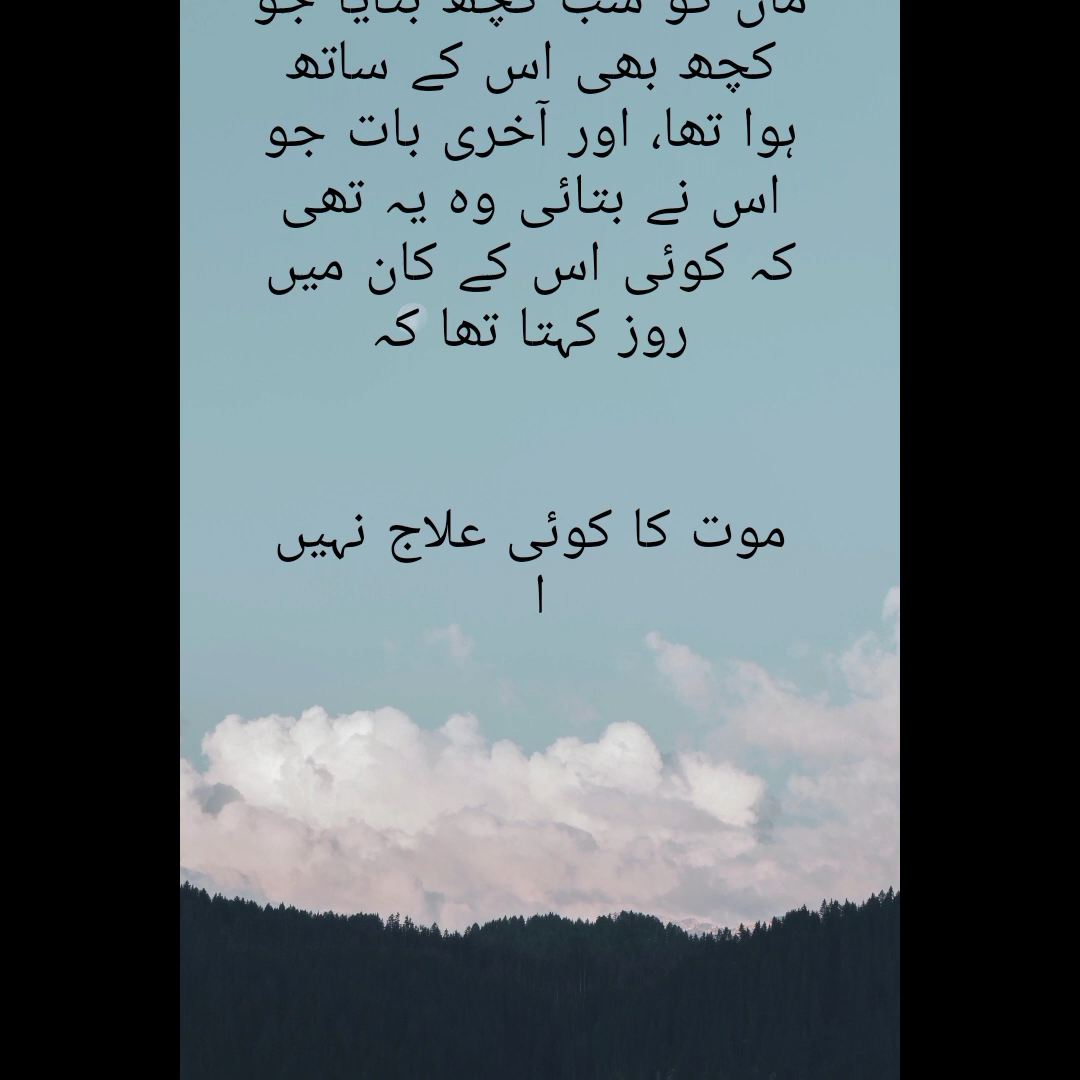 ماں کو سب کچھ بتایا جو
کچھ بھی اس کے ساتھ
ہوا تھا، اور آخری بات جو
اس نے بتائی وہ یہ تھی
کہ کوئی اس کے کان میں
روز کہتا تھا کہ
موت کا کوئی علاج نہیں
ا